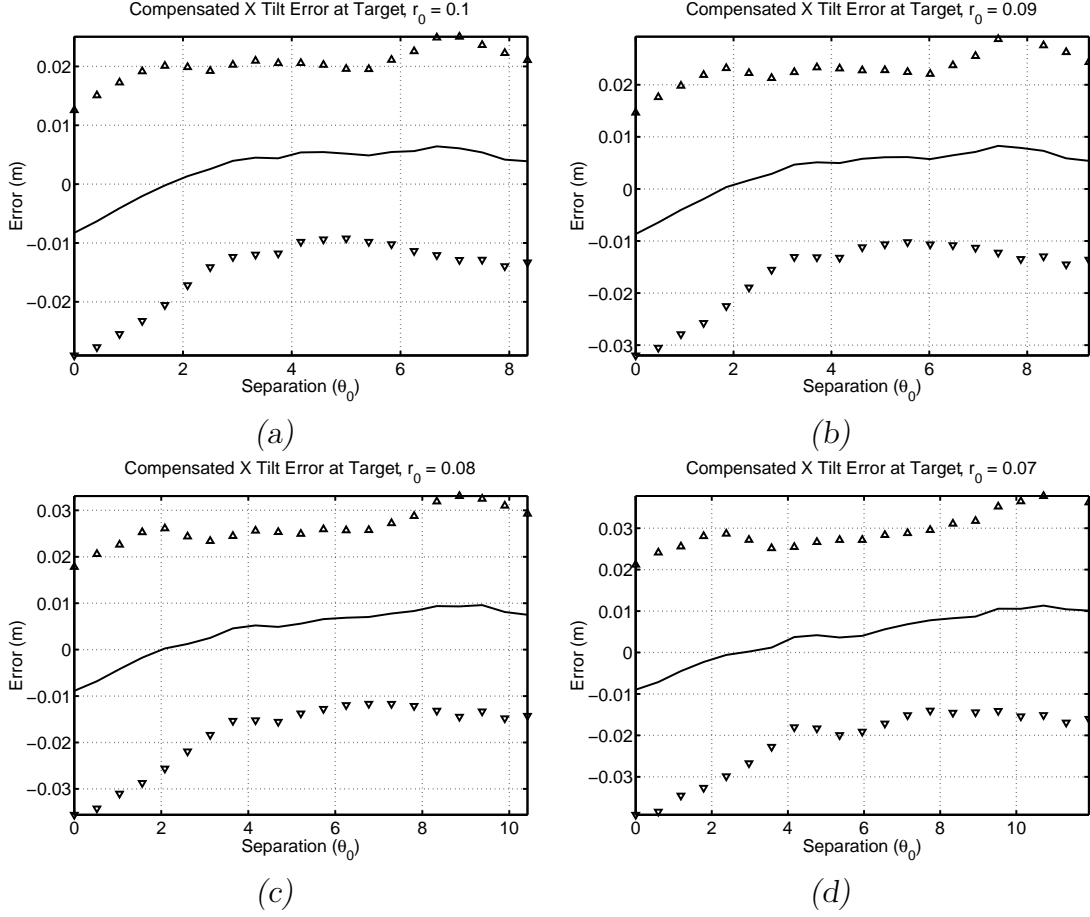 Compensated X Tilt Error at Target, r₀ = 0.1
0.02
0.01
0
−0.01
−0.02
Error (m)
0 2 4 6 8
Separation (θ₀)
(a)
Compensated X Tilt Error at Target, r₀ = 0.09
0.02
0.01
0
−0.01
−0.02
−0.03
Error (m)
0 2 4 6 8
Separation (θ₀)
(b)
Compensated X Tilt Error at Target, r₀ = 0.08
0.03
0.02
0.01
0
−0.01
−0.02
−0.03
Error (m)
0 2 4 6 8 10
Separation (θ₀)
(c)
Compensated X Tilt Error at Target, r₀ = 0.07
0.03
0.02
0.01
0
−0.01
−0.02
−0.03
Error (m)
0 2 4 6 8 10
Separation (θ₀)
(d)